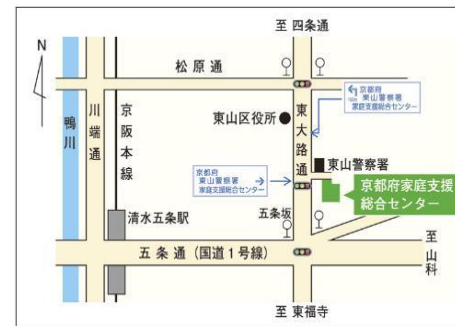 至 四条通
N
松原通
京都府
東山警察署
家庭支援総合センター
鴨川
川端通
京阪本線
東山区役所
東大路通
東山警察署
京都府
東山警察署
家庭支援総合センター
京都府家庭支援
総合センター
清水五条駅
五条坂
五条通(国道1号線)
至 山科
至 東福寺